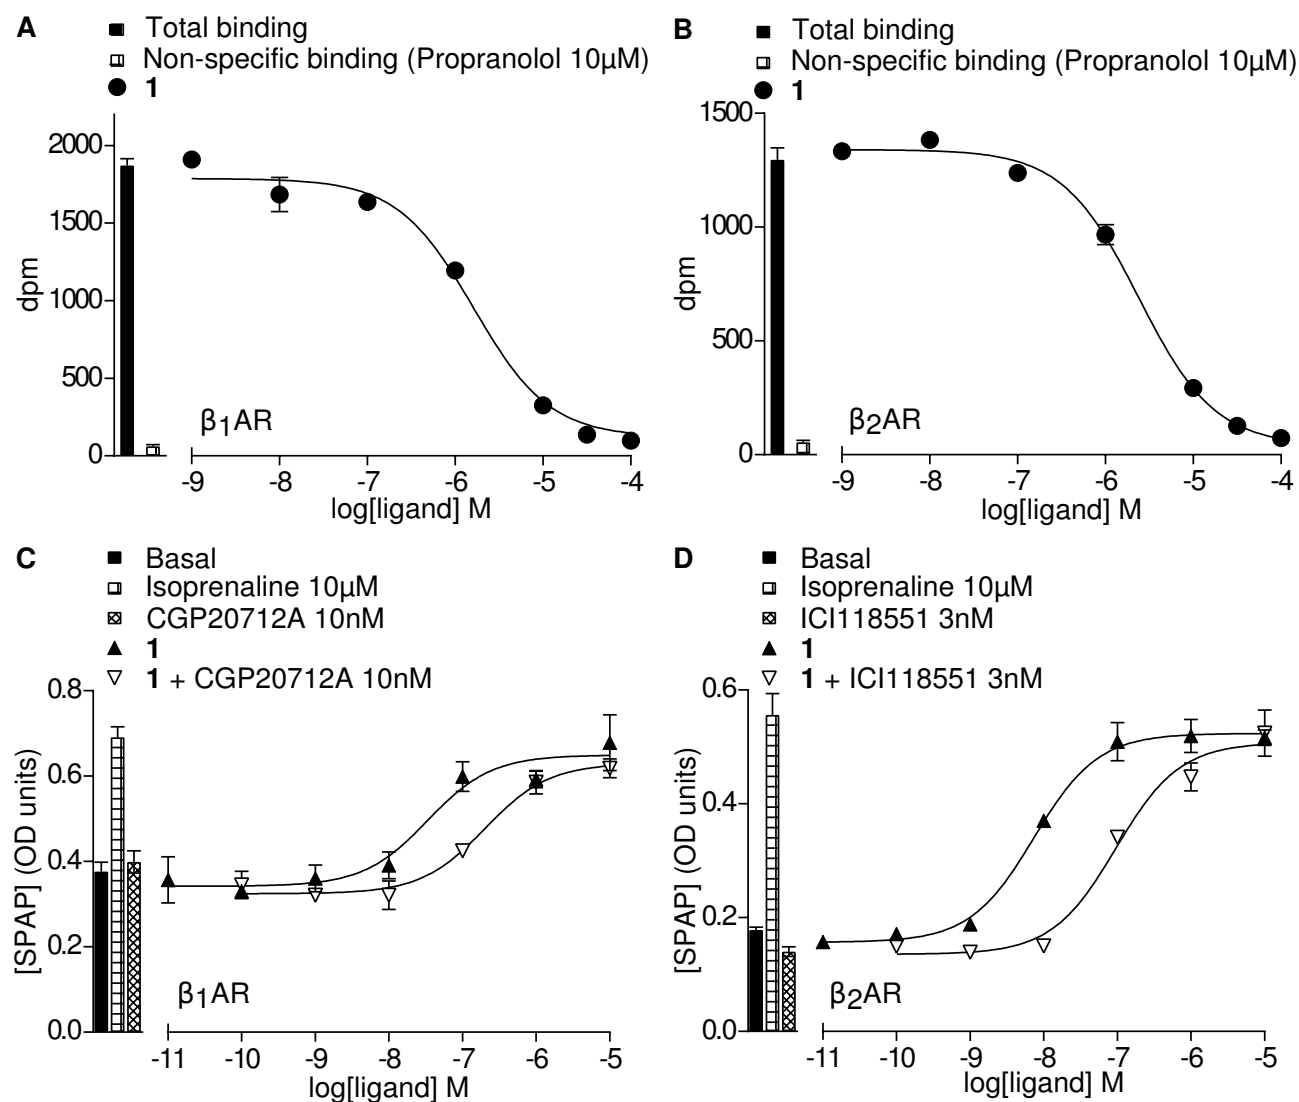 A
Total binding
Non-specific binding (Propranolol 10µM)
1
2000
1500
1000
500
0
dpm
β1AR
-9 -8 -7 -6 -5 -4
log[ligand] M
B
Total binding
Non-specific binding (Propranolol 10µM)
1
1500
1000
500
0
dpm
β2AR
-9 -8 -7 -6 -5 -4
log[ligand] M
C
Basal
Isoprenaline 10µM
CGP20712A 10nM
1
1 + CGP20712A 10nM
0.8
0.6
0.4
0.2
0.0
[SPAP] (OD units)
β1AR
-11 -10 -9 -8 -7 -6 -5
log[ligand] M
D
Basal
Isoprenaline 10µM
ICI118551 3nM
1
1 + ICI118551 3nM
0.6
0.4
0.2
0.0
[SPAP] (OD units)
β2AR
-11 -10 -9 -8 -7 -6 -5
log[ligand] M